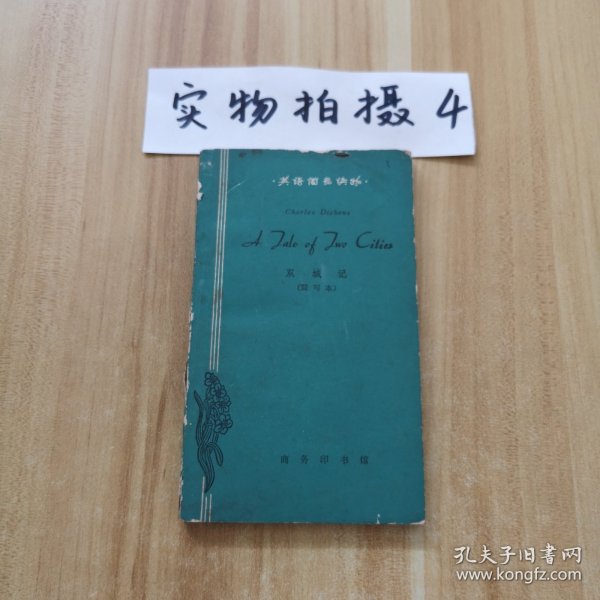 实物拍摄4
·英语简易读物·
Charles Dickens
A Tale of Two Cities
双城记
(简写本)
商务印书馆
孔夫子旧书网
www.kongfz.com